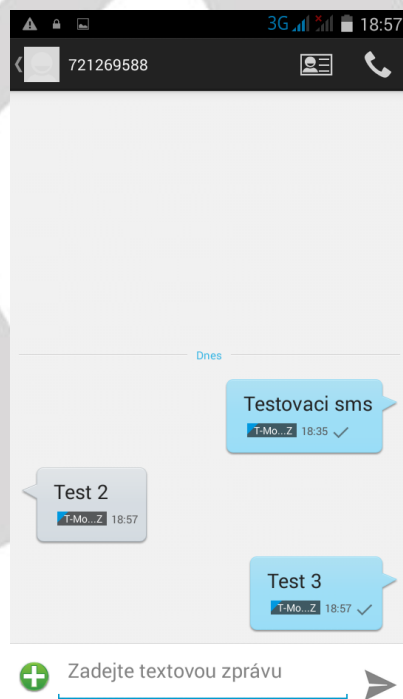 3G 18:57
721269588
Dnes
Testovaci sms
T-Mo...Z 18:35
Test 2
T-Mo...Z 18:57
Test 3
T-Mo...Z 18:57
Zadejte textovou zprávu